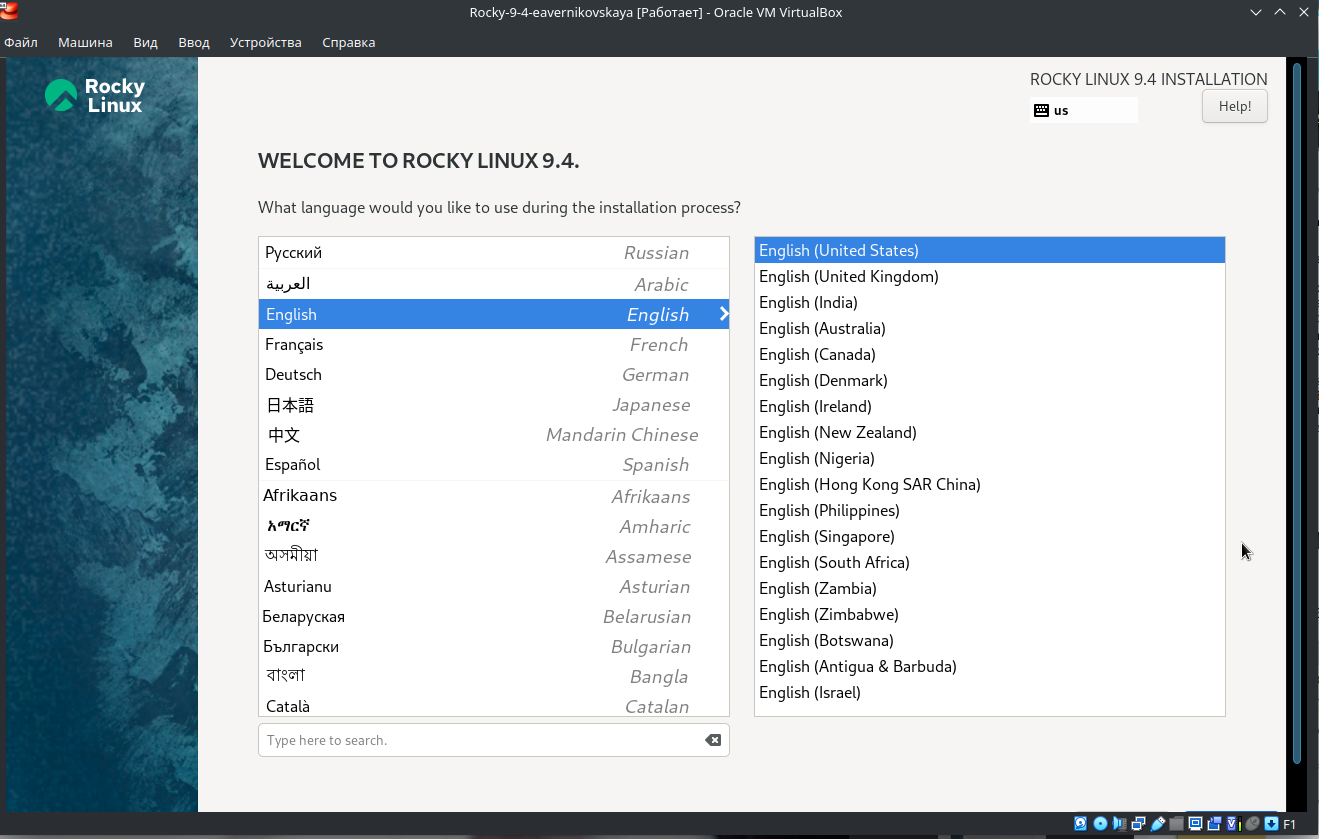 Rocky-9-4-eavernikovskaya [Работает] - Oracle VM VirtualBox
Файл Машина Вид Ввод Устройства Справка
Rocky
Linux
ROCKY LINUX 9.4 INSTALLATION
us
Help!
WELCOME TO ROCKY LINUX 9.4.
What language would you like to use during the installation process?
Русский Russian
العربية Arabic
English English
Français French
Deutsch German
日本語 Japanese
中文 Mandarin Chinese
Español Spanish
Afrikaans Afrikaans
አማርኛ Amharic
অসমীয়া Assamese
Asturianu Asturian
Беларуская Belarusian
Български Bulgarian
বাংলা Bangla
Català Catalan
Type here to search.
English (United States)
English (United Kingdom)
English (India)
English (Australia)
English (Canada)
English (Denmark)
English (Ireland)
English (New Zealand)
English (Nigeria)
English (Hong Kong SAR China)
English (Philippines)
English (Singapore)
English (South Africa)
English (Zambia)
English (Zimbabwe)
English (Botswana)
English (Antigua & Barbuda)
English (Israel)
F1